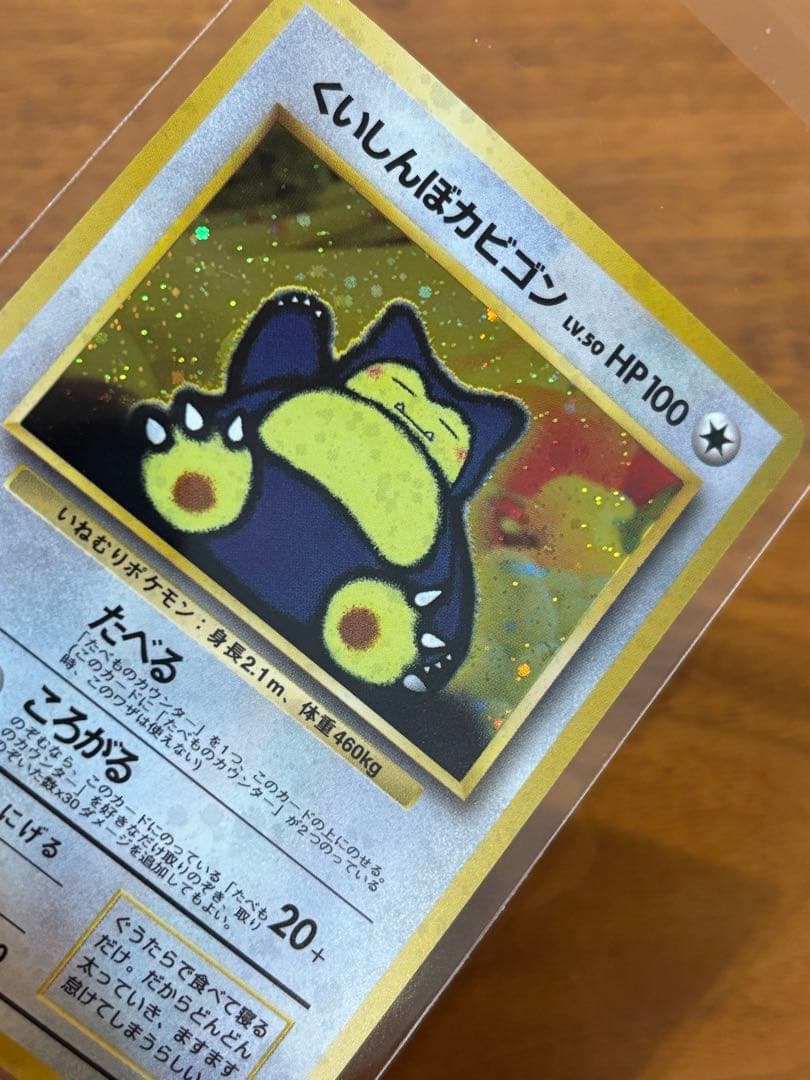 くいしんぼカビゴン LV.50 HP100
いねむりポケモン：身長2.1m、体重460kg
たべる
「たべものカウンター」を1つ、このカードの上にのせる。
（このカードに「たべものカウンター」が2つのっている
時、このワザは使えない）
ころがる 20+
のぞむなら、このカードにのっている「たべも
のカウンター」を好きなだけ取りのぞき、取り
のぞいた数x30ダメージを追加してもよい。
にげる
ぐうたらで食べて寝る
だけ。だからどんどん
太っていき、ますます
怠けてしまうらしい